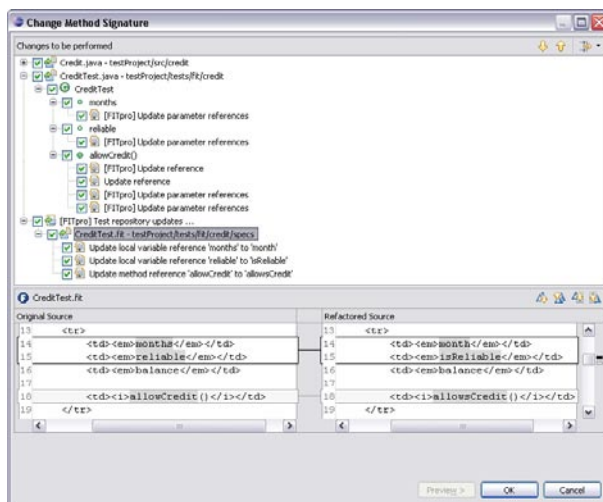 Change Method Signature
Changes to be performed
Credit.java - testProject/src/credit
CreditTest.java - testProject/tests/fit/credit
CreditTest
months
[FITpro] Update parameter references
reliable
[FITpro] Update parameter references
allowCredit()
[FITpro] Update reference
Update reference
[FITpro] Update parameter references
[FITpro] Update parameter references
[FITpro] Test repository updates ...
CreditTest.fit - testProject/tests/fit/credit/specs
Update local variable reference 'months' to 'month'
Update local variable reference 'reliable' to 'isReliable'
Update method reference 'allowCredit' to 'allowsCredit'
CreditTest.fit
Original Source Refactored Source
13 <tr> 13 <tr>
14 <td><em>months</em></td> 14 <td><em>month</em></td>
15 <td><em>reliable</em></td> 15 <td><em>isReliable</em></td>
16 <td><em>balance</em></td> 16 <td><em>balance</em></td>
17 17
18 <td><i>allowCredit()</i></td> 18 <td><i>allowsCredit()</i></td>
19 </tr> 19 </tr>
Preview > OK Cancel